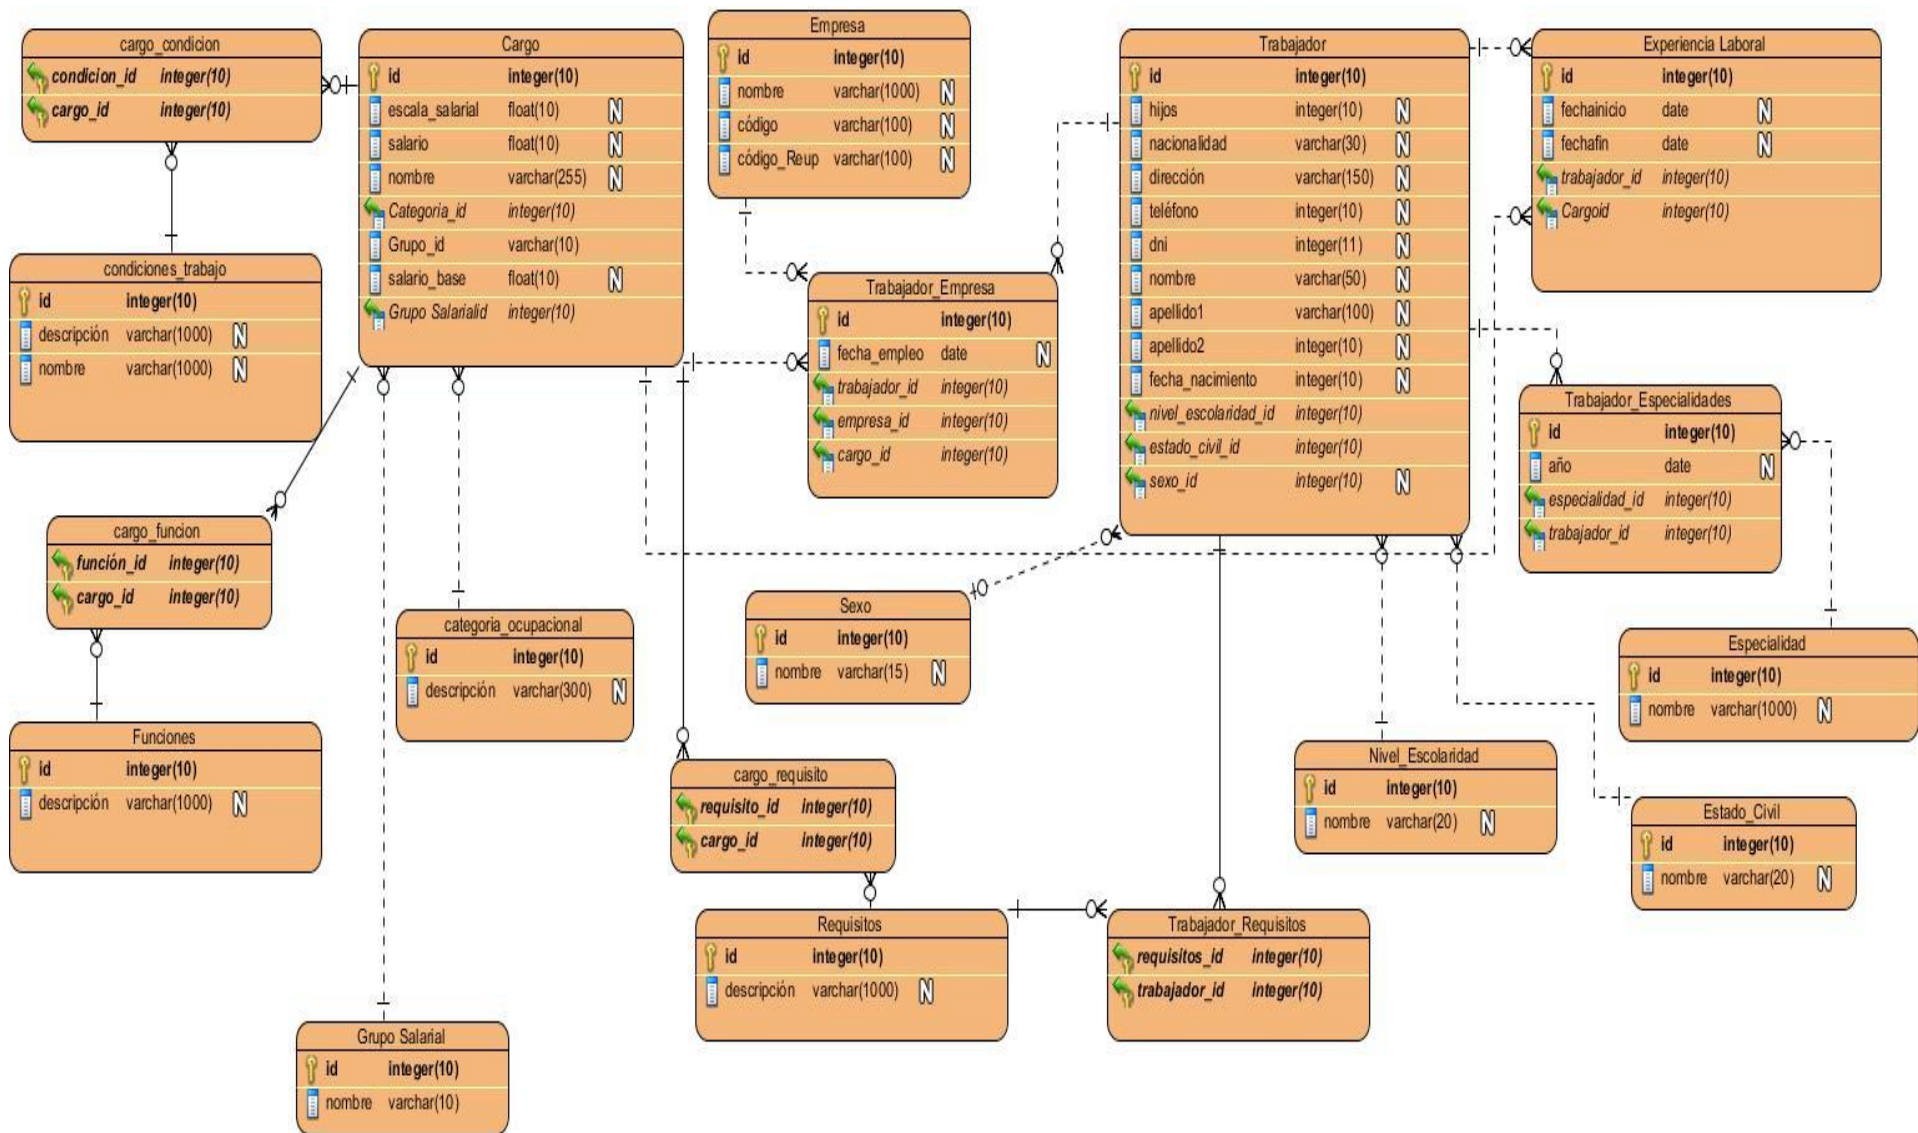 cargo_condicion
condicion_id integer(10)
cargo_id integer(10)
Cargo
id integer(10)
escala_salarial float(10) N
salario float(10) N
nombre varchar(255) N
Categoria_id integer(10)
Grupo_id varchar(10)
salario_base float(10) N
Grupo Salarialid integer(10)
Empresa
id integer(10)
nombre varchar(1000) N
código varchar(100) N
código_Reup varchar(100) N
Trabajador
id integer(10)
hijos integer(10) N
nacionalidad varchar(30) N
dirección varchar(150) N
teléfono integer(10) N
dni integer(11) N
nombre varchar(50) N
apellido1 varchar(100) N
apellido2 integer(10) N
fecha_nacimiento integer(10) N
nivel_escolaridad_id integer(10)
estado_civil_id integer(10)
sexo_id integer(10) N
Experiencia Laboral
id integer(10)
fechainicio date N
fechafin date N
trabajador_id integer(10)
Cargoid integer(10)
condiciones_trabajo
id integer(10)
descripción varchar(1000) N
nombre varchar(1000) N
Trabajador_Empresa
id integer(10)
fecha_empleo date N
trabajador_id integer(10)
empresa_id integer(10)
cargo_id integer(10)
Trabajador_Especialidades
id integer(10)
año date N
especialidad_id integer(10)
trabajador_id integer(10)
cargo_funcion
función_id integer(10)
cargo_id integer(10)
categoria_ocupacional
id integer(10)
descripción varchar(300) N
Sexo
id integer(10)
nombre varchar(15) N
Especialidad
id integer(10)
nombre varchar(1000) N
Funciones
id integer(10)
descripción varchar(1000) N
cargo_requisito
requisito_id integer(10)
cargo_id integer(10)
Nivel_Escolaridad
id integer(10)
nombre varchar(20) N
Estado_Civil
id integer(10)
nombre varchar(20) N
Requisitos
id integer(10)
descripción varchar(1000) N
Trabajador_Requisitos
requisitos_id integer(10)
trabajador_id integer(10)
Grupo Salarial
id integer(10)
nombre varchar(10)